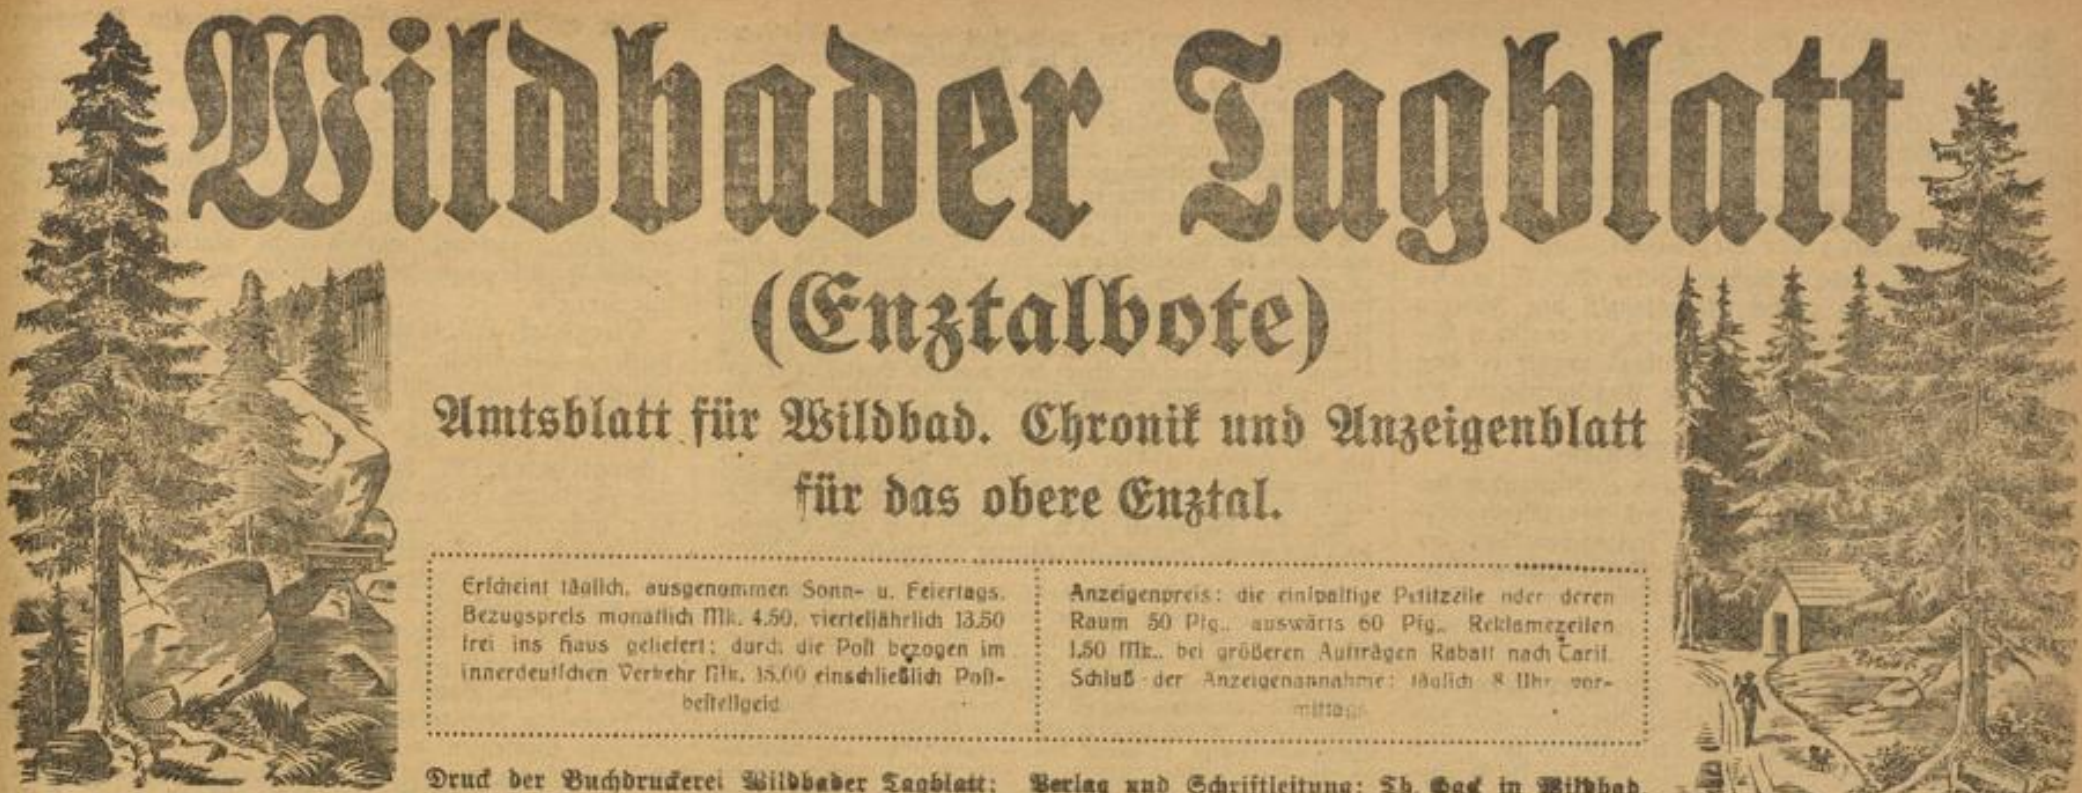 Wildbader Tagblatt
(Enztalbote)
Amtsblatt für Wildbad. Chronik und Anzeigenblatt
für das obere Enztal.
Erscheint täglich, ausgenommen Sonn- u. Feiertags.
Bezugspreis monatlich Mk. 4.50, vierteljährlich 13.50
frei ins Haus geliefert; durch die Post bezogen im
innerdeutschen Verkehr Mk. 15.00 einschließlich Post-
bestellgeld
Anzeigenpreis: die einspaltige Petitzeile oder deren
Raum 50 Pfg., auswärts 60 Pfg., Reklamezeilen
1.50 Mk., bei größeren Aufträgen Rabatt nach Tarif.
Schluß der Anzeigenannahme: täglich 8 Uhr vor-
mittags
Druck der Buchdruckerei Wildbader Tagblatt; Verlag und Schriftleitung: Th. Gack in Wildbad